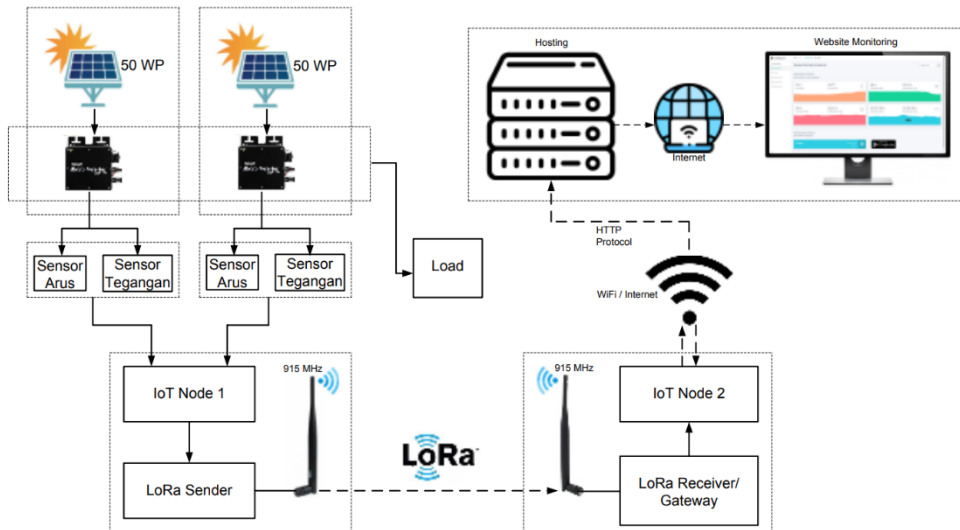 50 WP
50 WP
Hosting
Website Monitoring
Internet
Sensor
Arus
Sensor
Tegangan
Sensor
Arus
Sensor
Tegangan
Load
HTTP
Protocol
WiFi / Internet
915 MHz
915 MHz
IoT Node 1
IoT Node 2
LoRa
LoRa Sender
LoRa Receiver/
Gateway